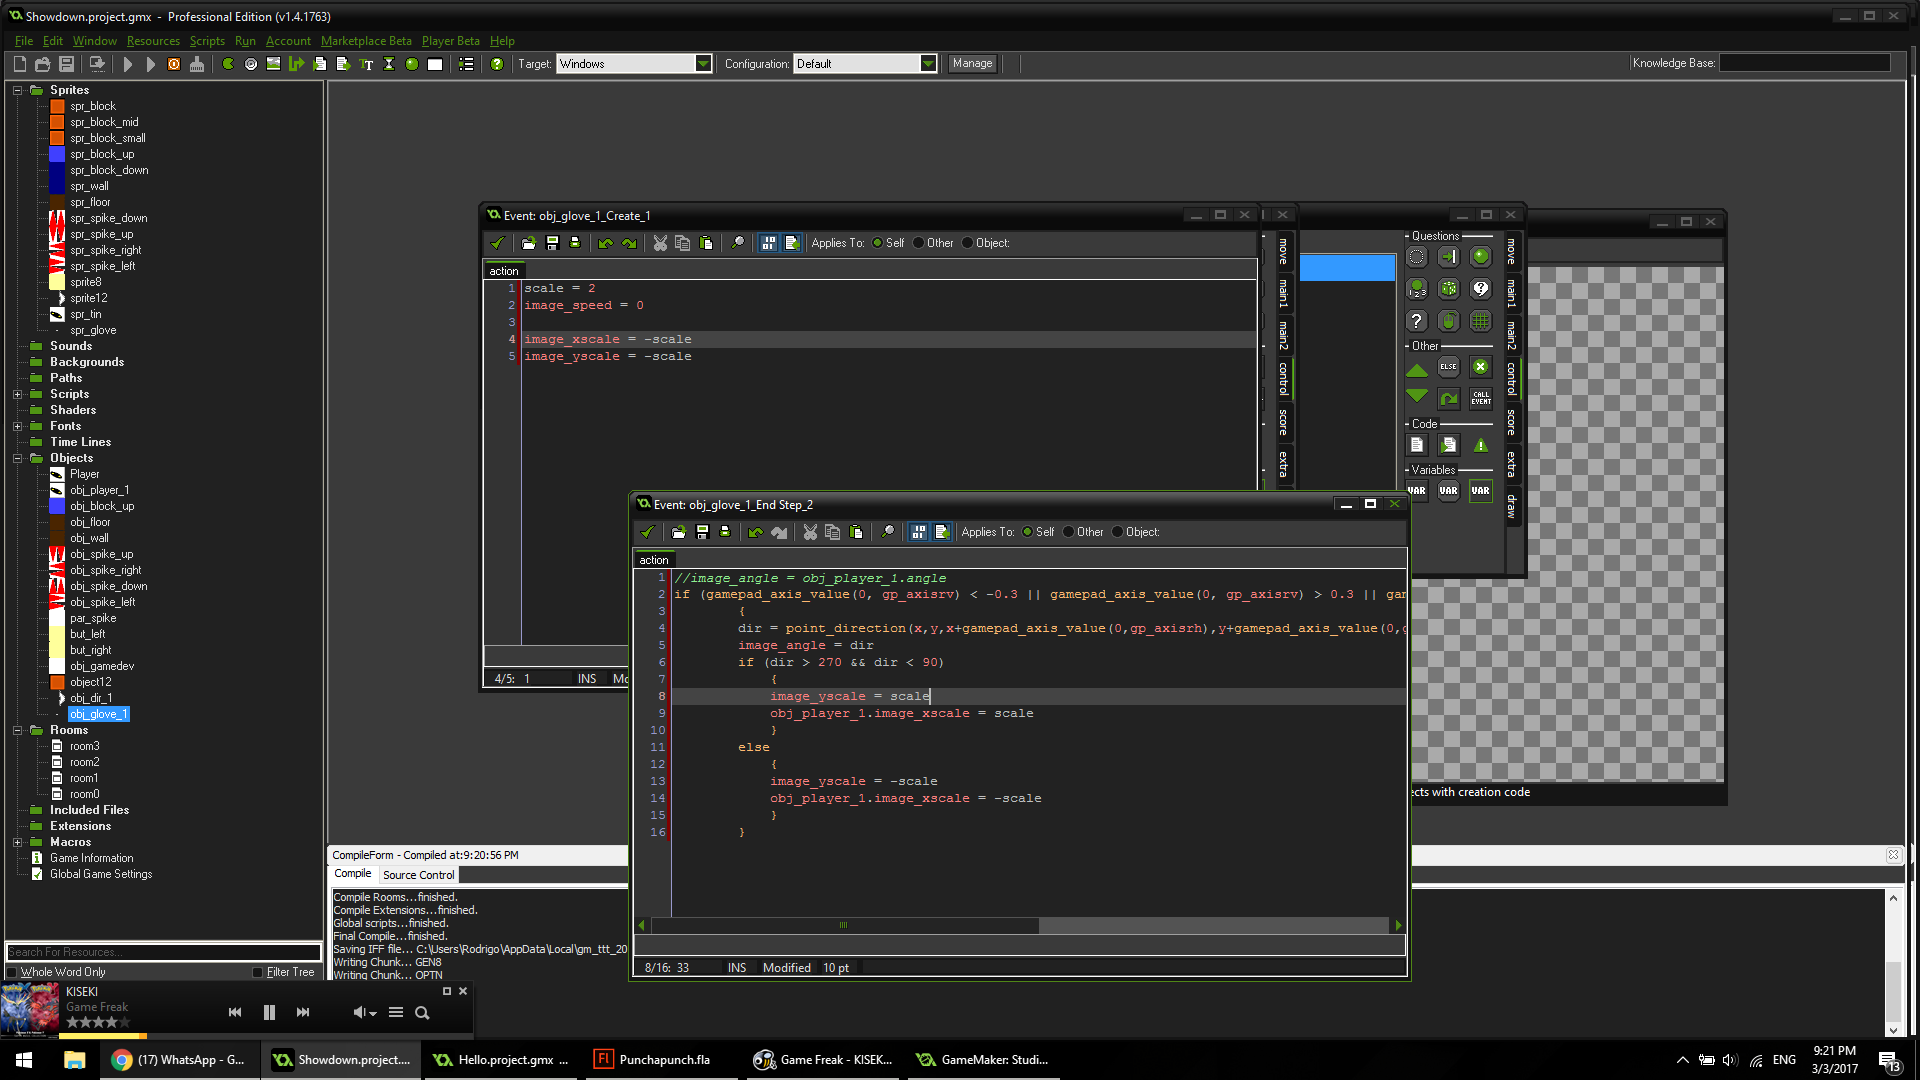 Showdown.project.gmx - Professional Edition (v1.4.1763)
File Edit Window Resources Scripts Run Account Marketplace Beta Player Beta Help
Target: Windows Configuration: Default Manage Knowledge Base:
Sprites
spr_block
spr_block_mid
spr_block_small
spr_block_up
spr_block_down
spr_wall
spr_floor
spr_spike_down
spr_spike_up
spr_spike_right
spr_spike_left
sprite8
sprite12
spr_tin
spr_glove
Sounds
Backgrounds
Paths
Scripts
Shaders
Fonts
Time Lines
Objects
Player
obj_player_1
obj_block_up
obj_floor
obj_wall
obj_spike_up
obj_spike_right
obj_spike_down
obj_spike_left
par_spike
but_left
but_right
obj_gamedev
object12
obj_dir_1
obj_glove_1
Rooms
room3
room2
room1
room0
Included Files
Extensions
Macros
Game Information
Global Game Settings
Search For Resources...
Whole Word Only Filter Tree
Event: obj_glove_1_Create_1
Applies To: Self Other Object:
action
1 scale = 2
2 image_speed = 0
3
4 image_xscale = -scale
5 image_yscale = -scale
4/5: 1 INS
move
main1
main2
control
score
extra
Questions
Other
ELSE
CALL EVENT
Code
Variables
VAR VAR VAR
move
main1
main2
control
score
extra
draw
ects with creation code
Event: obj_glove_1_End Step_2
Applies To: Self Other Object:
action
1 //image_angle = obj_player_1.angle
2 if (gamepad_axis_value(0, gp_axisrv) < -0.3 || gamepad_axis_value(0, gp_axisrv) > 0.3 || gam
3 {
4 dir = point_direction(x,y,x+gamepad_axis_value(0,gp_axisrh),y+gamepad_axis_value(0,g
5 image_angle = dir
6 if (dir > 270 && dir < 90)
7 {
8 image_yscale = scale
9 obj_player_1.image_xscale = scale
10 }
11 else
12 {
13 image_yscale = -scale
14 obj_player_1.image_xscale = -scale
15 }
16 }
8/16: 33 INS Modified 10 pt
CompileForm - Compiled at:9:20:56 PM
Compile Source Control
Compile Rooms...finished.
Compile Extensions...finished.
Global scripts...finished.
Final Compile...finished.
Saving IFF file... C:\Users\Rodrigo\AppData\Local\gm_ttt_20
Writing Chunk... GEN8
Writing Chunk... OPTN
KISEKI
Game Freak
(17) WhatsApp - G... Showdown.project.... Hello.project.gmx ... Punchapunch.fla Game Freak - KISEK... GameMaker: Studi...
ENG
9:21 PM
3/3/2017
13